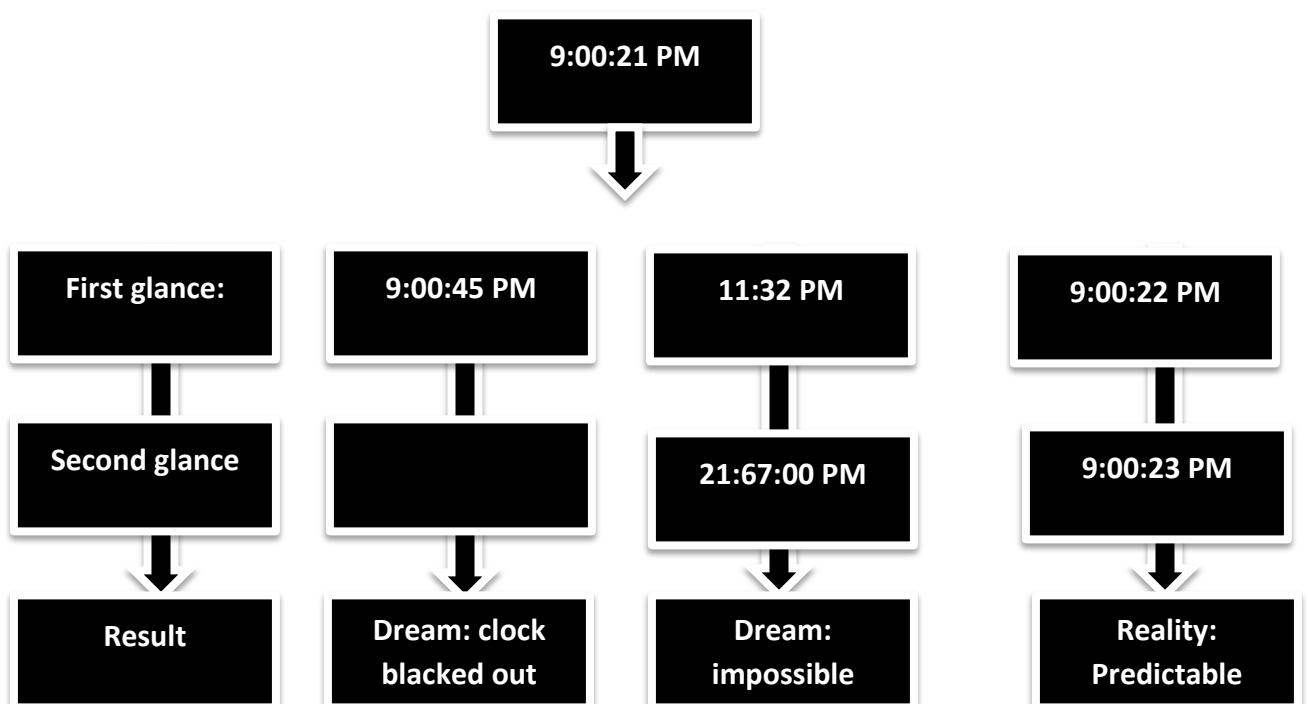 9:00:21 PM
First glance:
9:00:45 PM
11:32 PM
9:00:22 PM
Second glance
21:67:00 PM
9:00:23 PM
Result
Dream: clock
blacked out
Dream:
impossible
Reality:
Predictable